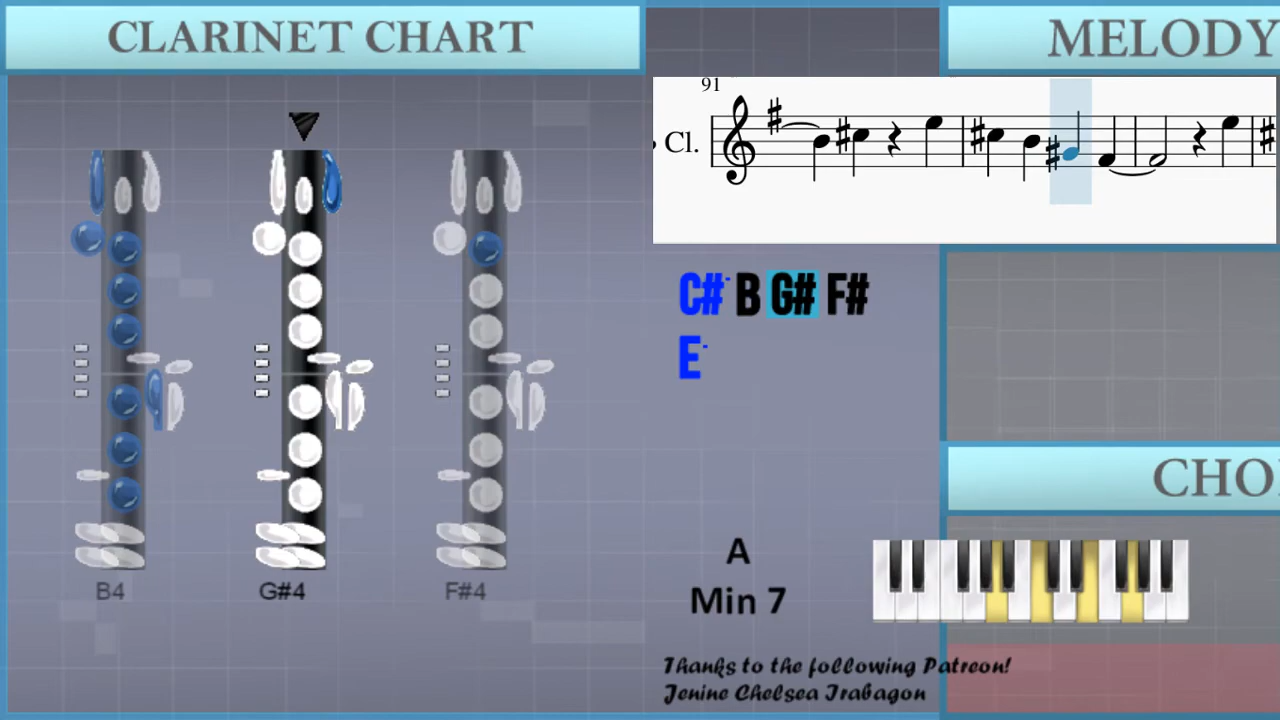 CLARINET CHART
MELODY
91
Cl.
C#- B G# F#
E-
B4
G#4
F#4
A
Min 7
CHO
Thanks to the following Patreon!
Jenine Chelsea Irabagon